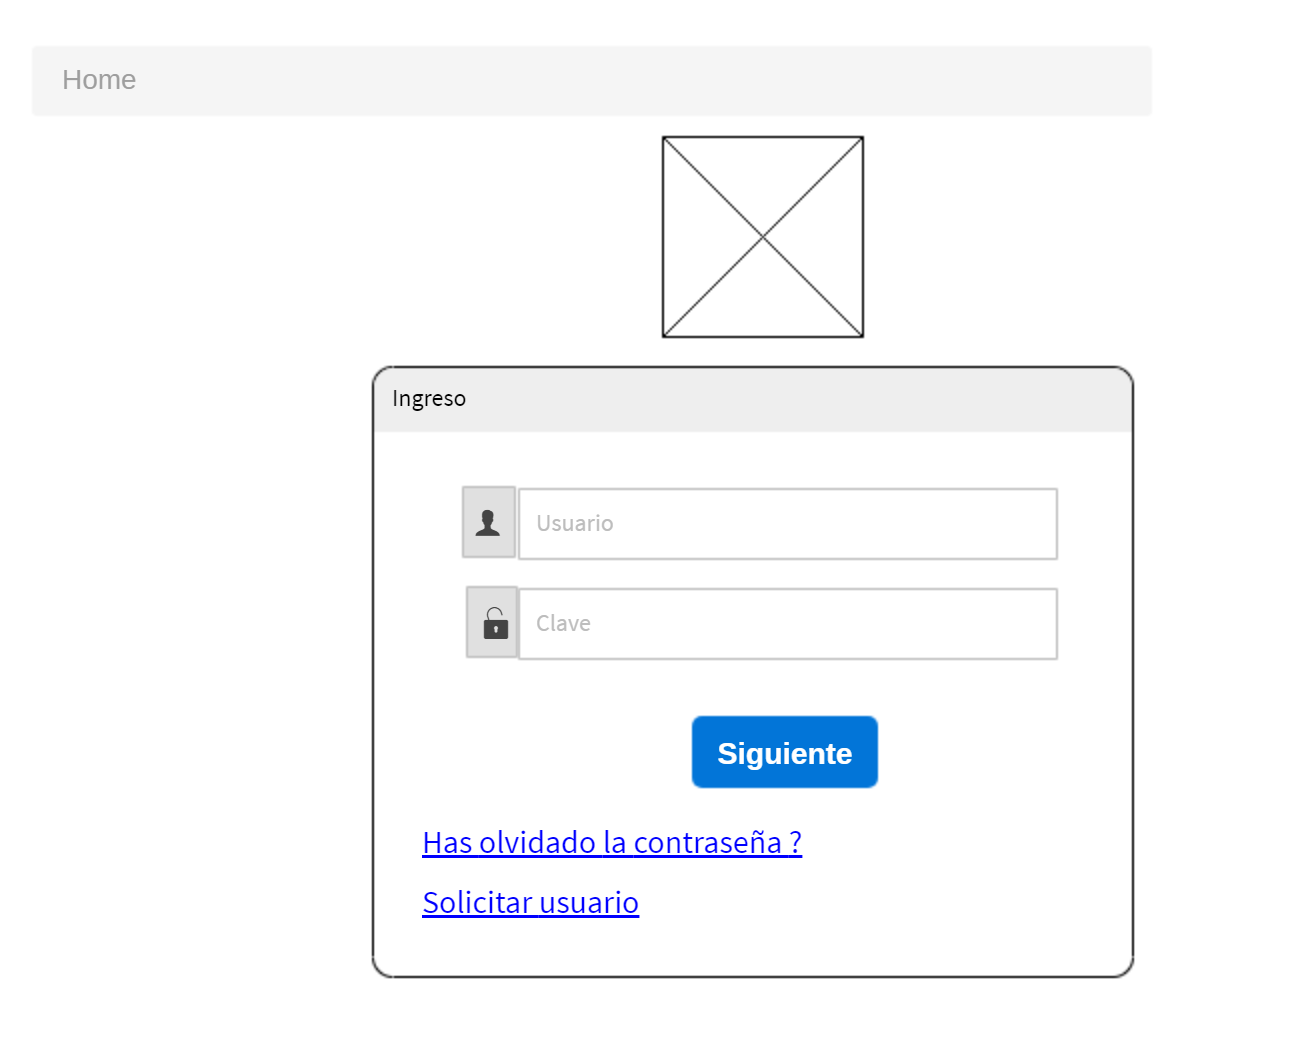 Home
Ingreso
Usuario
Clave
Siguiente
Has olvidado la contraseña ?
Solicitar usuario